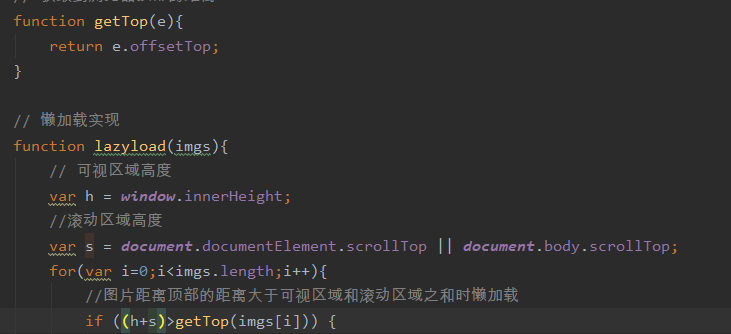 function getTop(e){
return e.offsetTop;
}
// 懒加载实现
function lazyload(imgs){
// 可视区域高度
var h = window.innerHeight;
//滚动区域高度
var s = document.documentElement.scrollTop || document.body.scrollTop;
for(var i=0;i<imgs.length;i++){
//图片距离顶部的距离大于可视区域和滚动区域之和时懒加载
if ((h+s)>getTop(imgs[i])) {